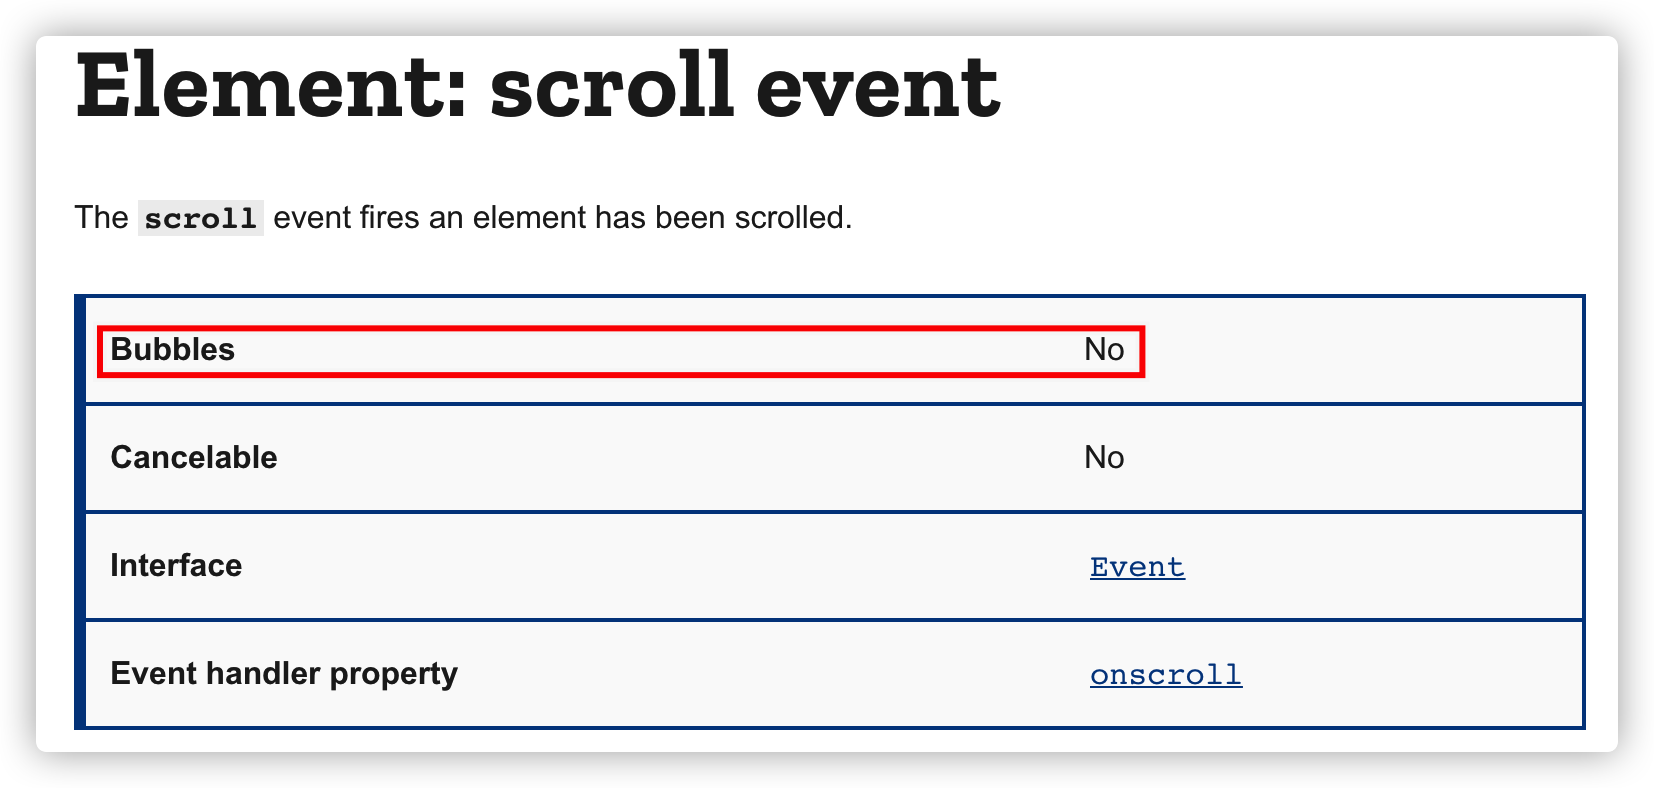 Element: scroll event
The scroll event fires an element has been scrolled.
Bubbles No
Cancelable No
Interface Event
Event handler property onscroll